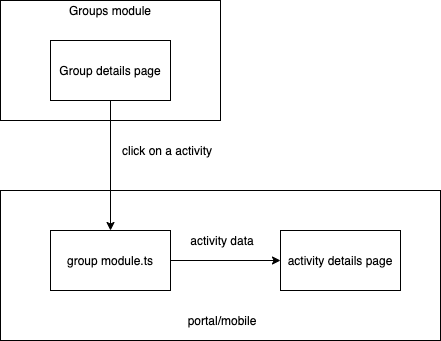 Groups module
Group details page
click on a activity
group module.ts
activity data
activity details page
portal/mobile